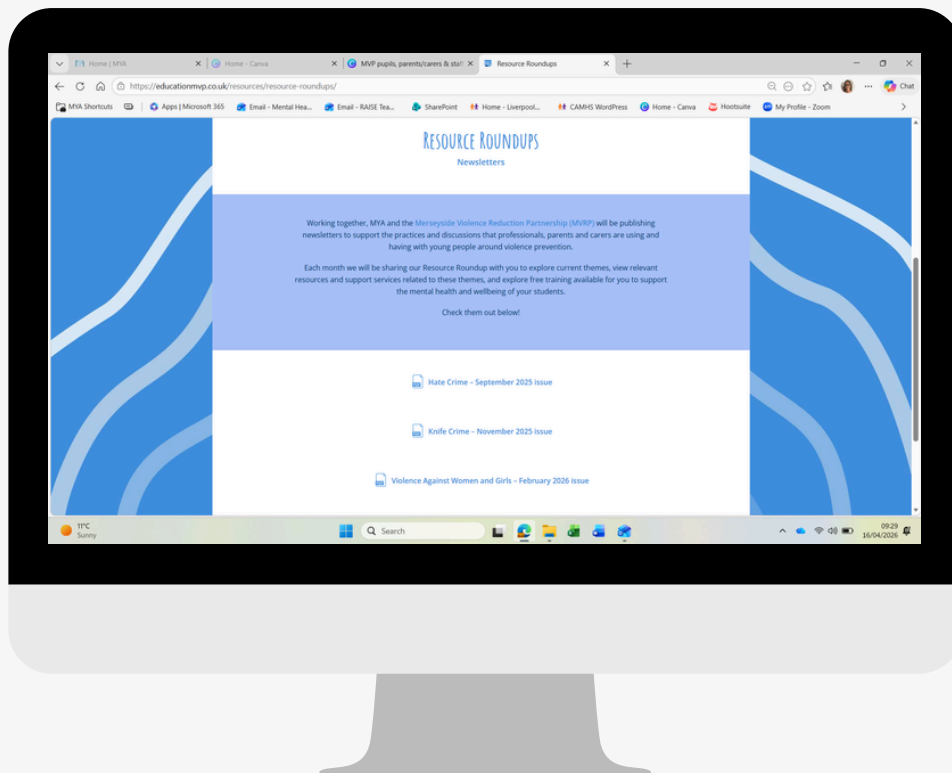 Home | MYA
Home - Canva
MVP pupils, parents/carers & staf
Resource Roundups
https://educationmvp.co.uk/resources/resource-roundups/
Chat
MYA Shortcuts
Apps | Microsoft 365
Email - Mental Hea...
Email - RAISE Tea...
SharePoint
Home - Liverpool...
CAMHS WordPress
Home - Canva
Hootsuite
My Profile - Zoom
Resource Roundups
Newsletters
Working together, MYA and the Merseyside Violence Reduction Partnership (MVRP) will be publishing
newsletters to support the practices and discussions that professionals, parents and carers are using and
having with young people around violence prevention.
Each month we will be sharing our Resource Roundup with you to explore current themes, view relevant
resources and support services related to these themes, and explore free training available for you to support
the mental health and wellbeing of your students.
Check them out below!
Hate Crime – September 2025 issue
Knife Crime – November 2025 issue
Violence Against Women and Girls – February 2026 issue
11°C
Sunny
Search
09:29
16/04/2026